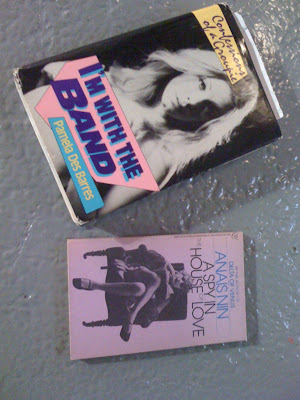 Confessions
of a Groupie
I'M WITH THE
BAND
Pamela Des Barres
ANAIS NIN
A SPY IN
THE HOUSE OF LOVE